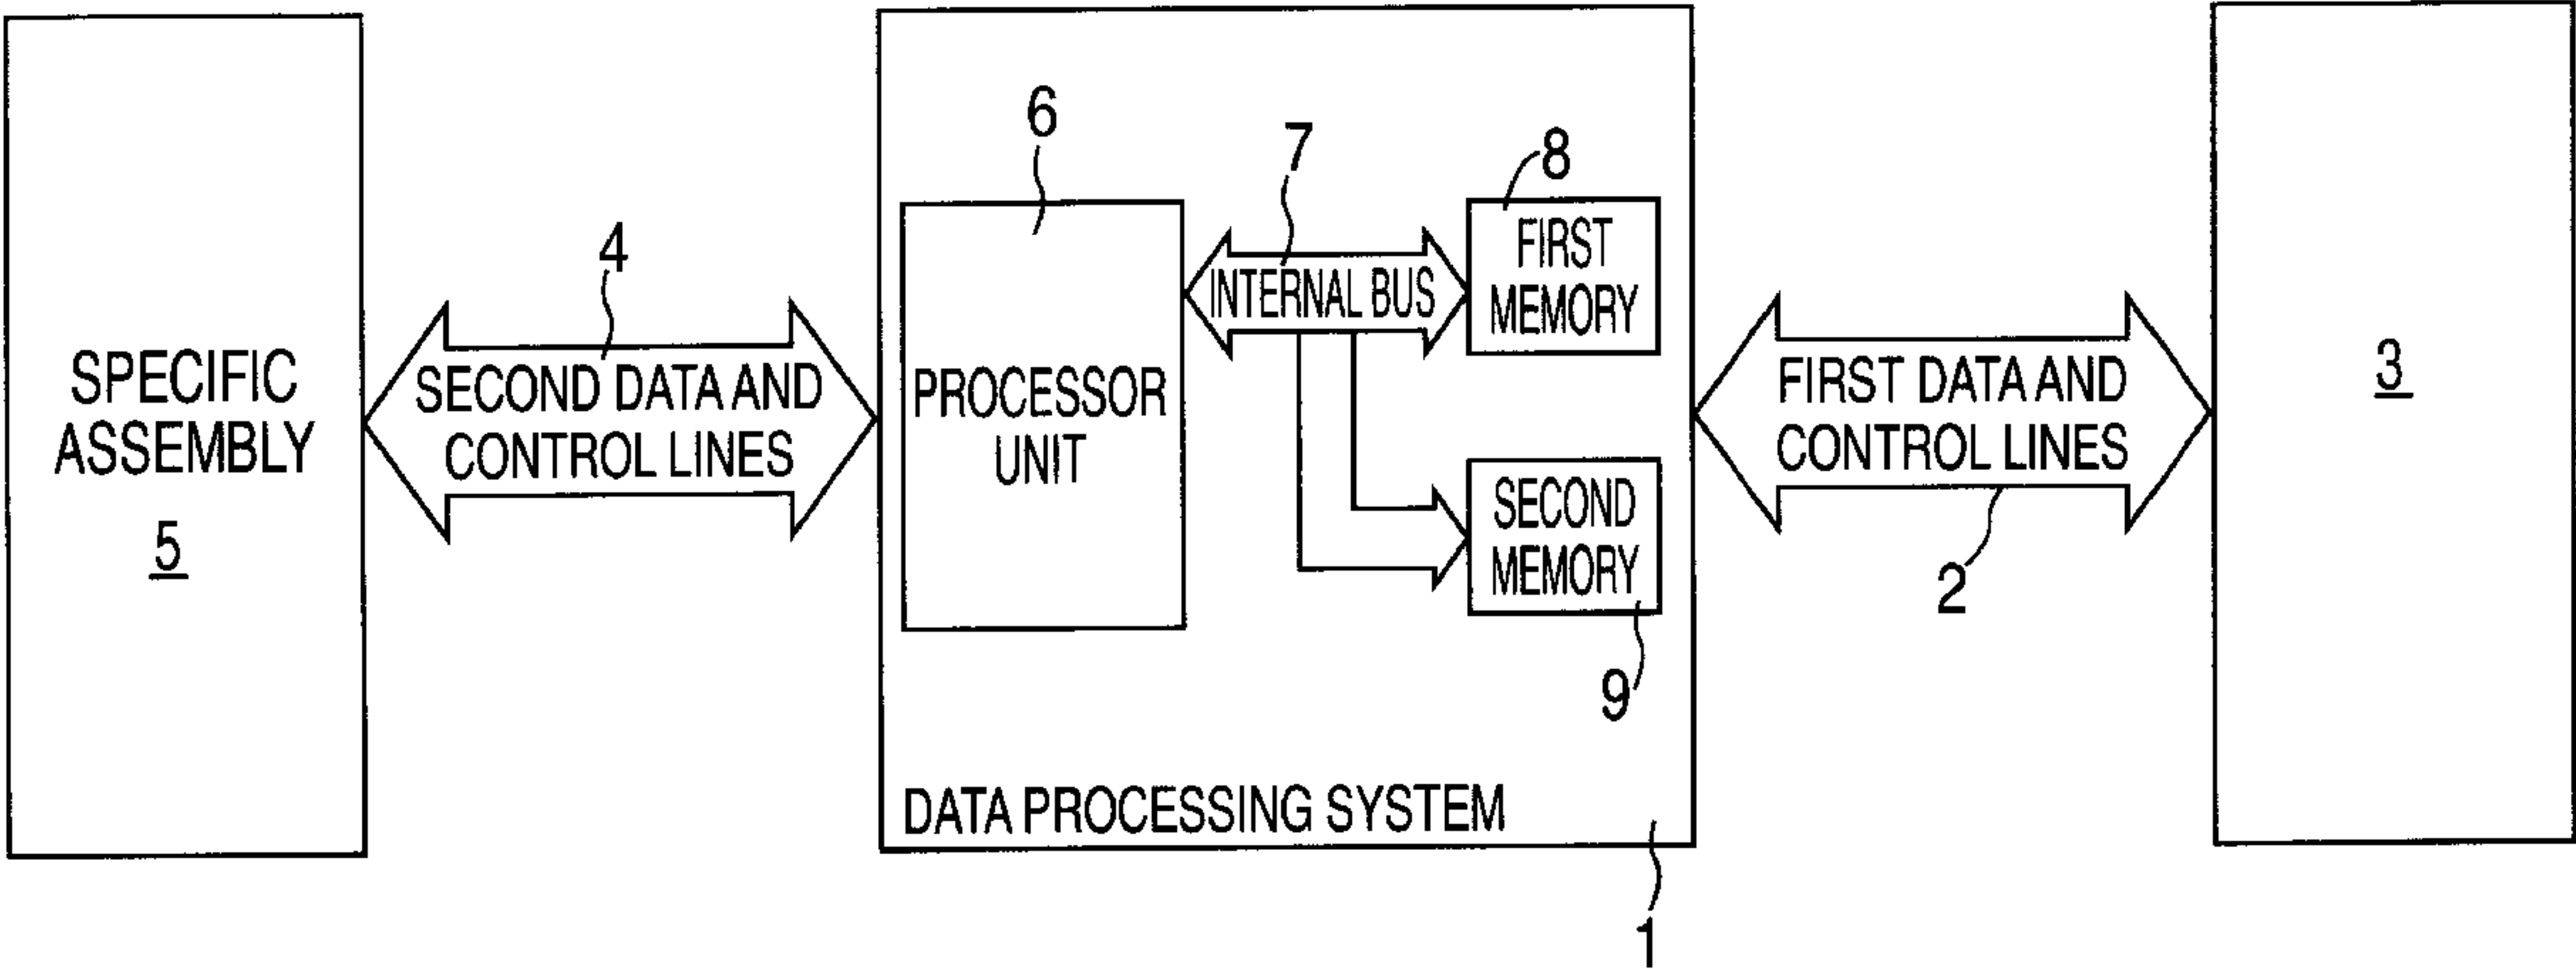 SPECIFIC
ASSEMBLY
5
4
SECOND DATA AND
CONTROL LINES
6
PROCESSOR
UNIT
7
INTERNAL BUS
8
FIRST
MEMORY
SECOND
MEMORY
9
DATA PROCESSING SYSTEM
1
FIRST DATA AND
CONTROL LINES
2
3